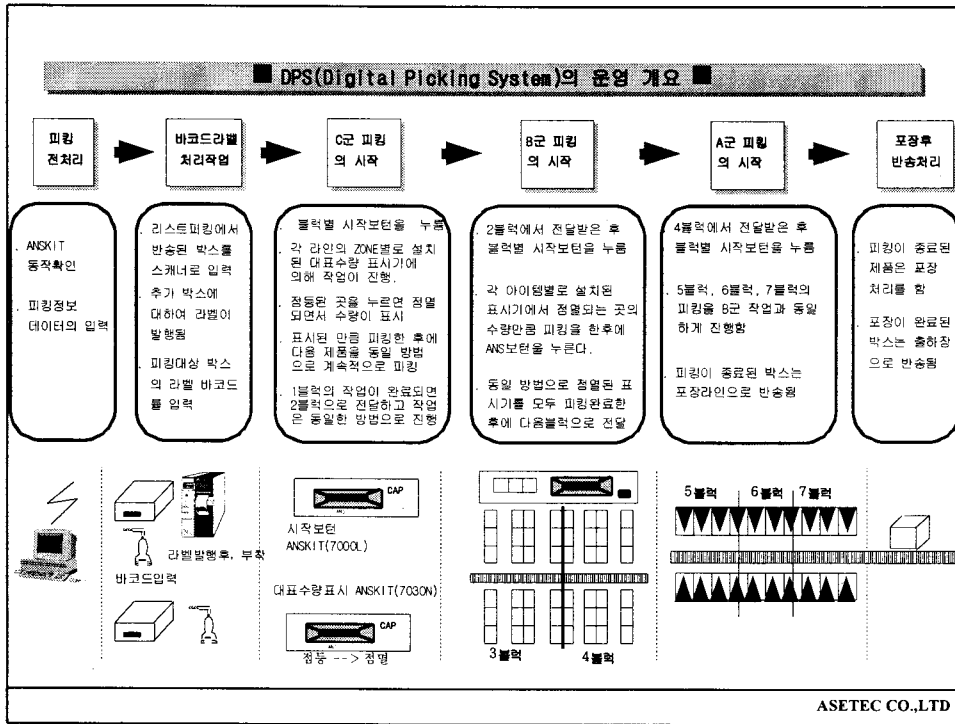 ■ DPS(Digital Picking System)의 운영 개요 ■
피킹
전처리
바코드라벨
처리작업
C군 피킹
의 시작
B군 피킹
의 시작
A군 피킹
의 시작
포장후
반송처리
. ANSKIT
동작확인
. 피킹정보
데이터의 입력
. 리스트피킹에서
반송된 박스를
스캐너로 입력
. 추가 박스에
대하여 라벨이
발행됨
. 피킹대상 박스
의 라벨 바코드
를 입력
. 블럭별 시작보턴을 누름
. 각 라인의 ZONE별로 설치
된 대표수량 표시기에
의해 작업이 진행.
. 점등된 곳을 누르면 점멸
되면서 수량이 표시
. 표시된 만큼 피킹한 후에
다음 제품을 동일 방법
으로 계속적으로 피킹
. 1블럭의 작업이 완료되면
2블럭으로 전달하고 작업
은 동일한 방법으로 진행
. 2블럭에서 전달받은 후
블럭별 시작보턴을 누름
. 각 아이템별로 설치된
표시기에서 점멸되는 곳의
수량만큼 피킹을 한후에
ANS보턴을 누른다.
. 동일 방법으로 점멸된 표
시기를 모두 피킹완료한
후에 다음블럭으로 전달
. 4블럭에서 전달받은 후
블럭별 시작보턴을 누름
. 5블럭, 6블럭, 7블럭의
피킹을 B군 작업과 동일
하게 진행함
. 피킹이 종료된 박스는
포장라인으로 반송됨
. 피킹이 종료된
제품은 포장
처리를 함
. 포장이 완료된
박스는 출하장
으로 반송됨
라벨발행후, 부착
바코드입력
CAP
시작보턴
ANSKIT(7000L)
대표수량표시 ANSKIT(7030N)
CAP
점등 --> 점멸
3블럭
4블럭
5블럭
6블럭
7블럭
ASETEC CO.,LTD